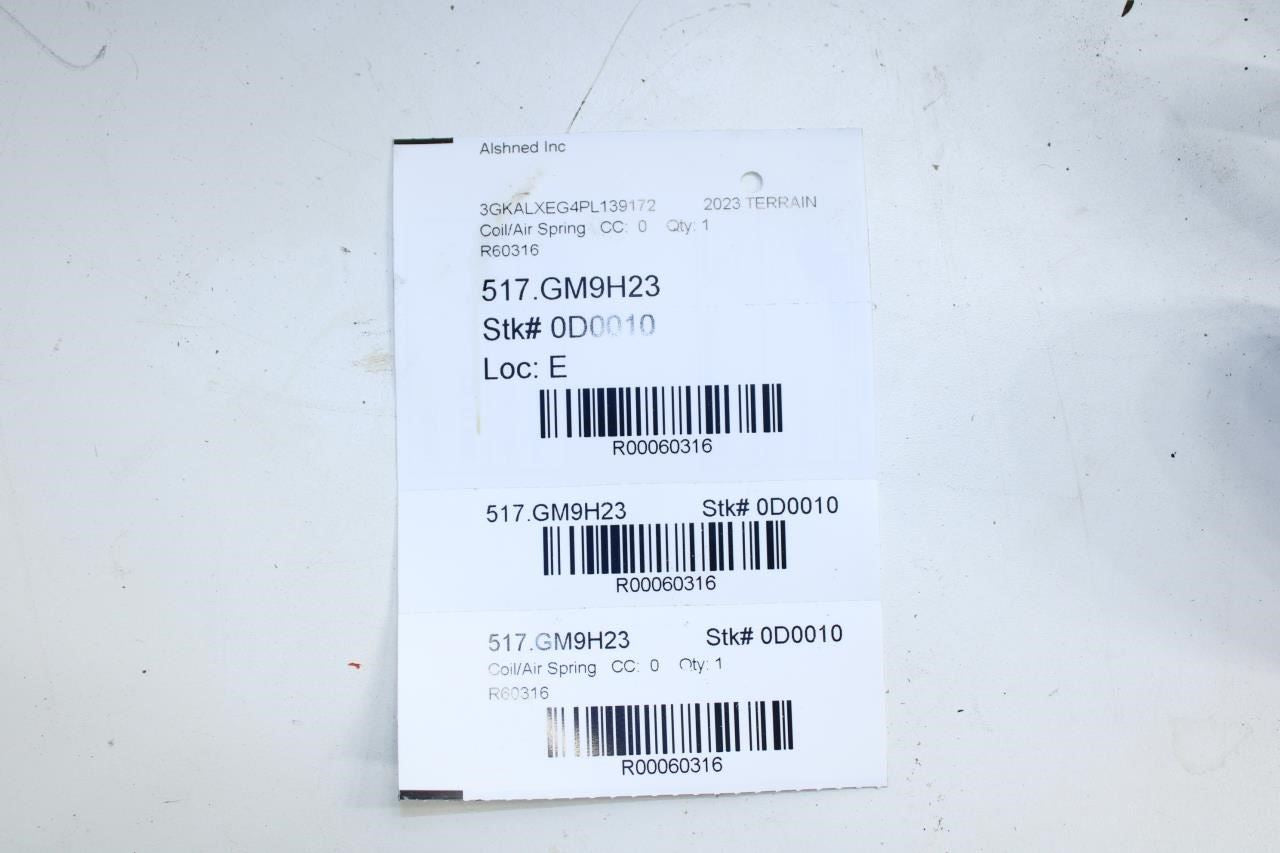 Alshned Inc
3GKALXEG4PL139172 2023 TERRAIN
Coil/Air Spring CC: 0 Qty: 1
R60316
517.GM9H23
Stk# 0D0010
Loc: E
R00060316
517.GM9H23 Stk# 0D0010
R00060316
517.GM9H23 Stk# 0D0010
Coil/Air Spring CC: 0 Qty: 1
R60316
R00060316